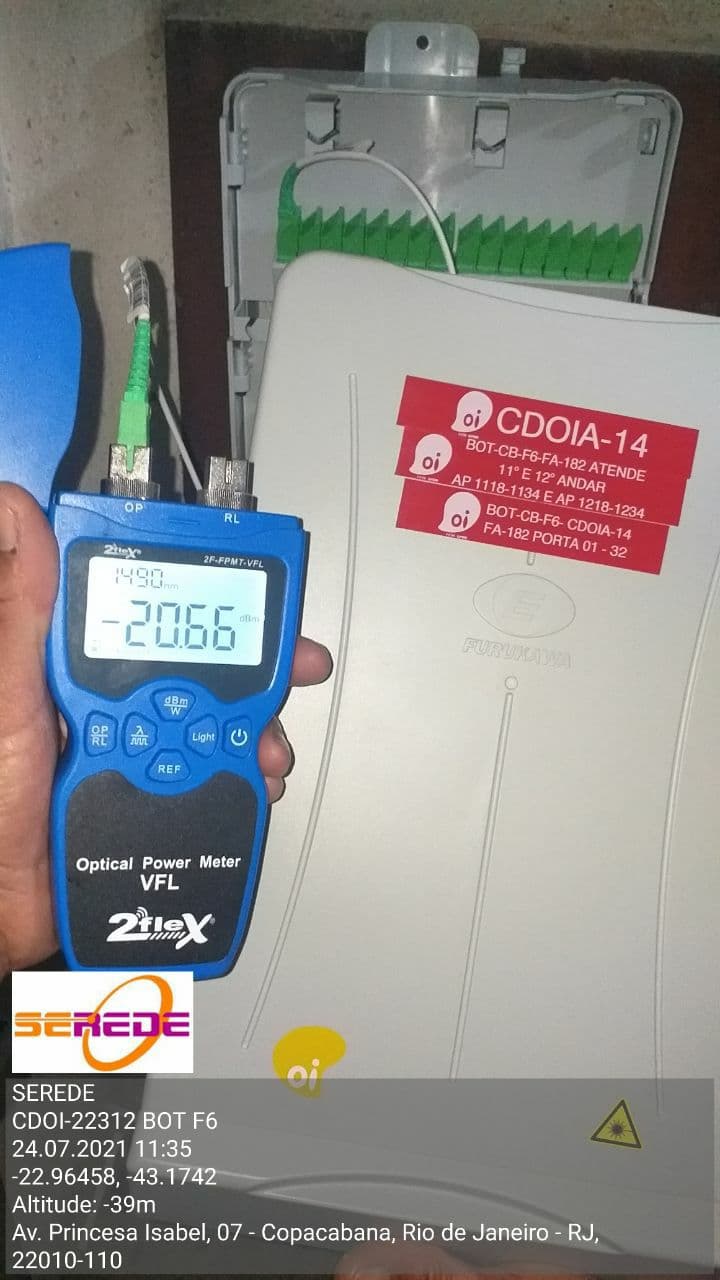 oi CDOIA-14
oi BOT-CB-F6-FA-182 ATENDE
11° E 12° ANDAR
AP 1118-1134 E AP 1218-1234
oi BOT-CB-F6- CDOIA-14
FA-182 PORTA 01 - 32
FURUKAWA
OP RL
2flex® 2F-FPMT-VFL
1490nm
-20.66 dBm
dBm
W
OP
RL
λ
Light
REF
Optical Power Meter
VFL
2flex®
SEREDE
oi
SEREDE
CDOI-22312 BOT F6
24.07.2021 11:35
-22.96458, -43.1742
Altitude: -39m
Av. Princesa Isabel, 07 - Copacabana, Rio de Janeiro - RJ,
22010-110